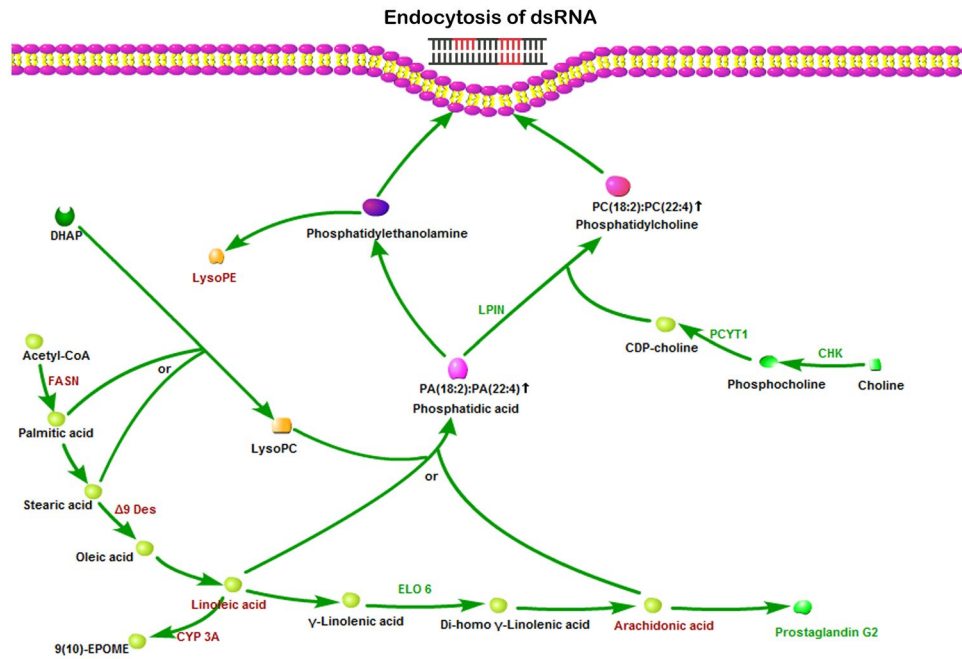 Endocytosis of dsRNA
PC(18:2):PC(22:4)↑
Phosphatidylcholine
DHAP
Phosphatidylethanolamine
LysoPE
LPIN
PCYT1
CDP-choline
Acetyl-CoA
or
CHK
FASN
Phosphocholine
Choline
PA(18:2):PA(22:4)↑
Phosphatidic acid
Palmitic acid
LysoPC
or
Stearic acid
Δ9 Des
Oleic acid
ELO 6
Linoleic acid
γ-Linolenic acid
Di-homo γ-Linolenic acid
Arachidonic acid
Prostaglandin G2
CYP 3A
9(10)-EPOME